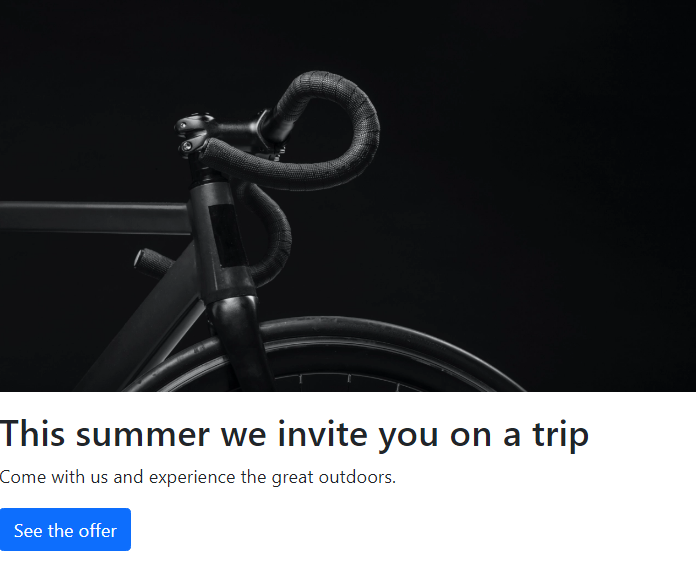 This summer we invite you on a trip
Come with us and experience the great outdoors.
See the offer